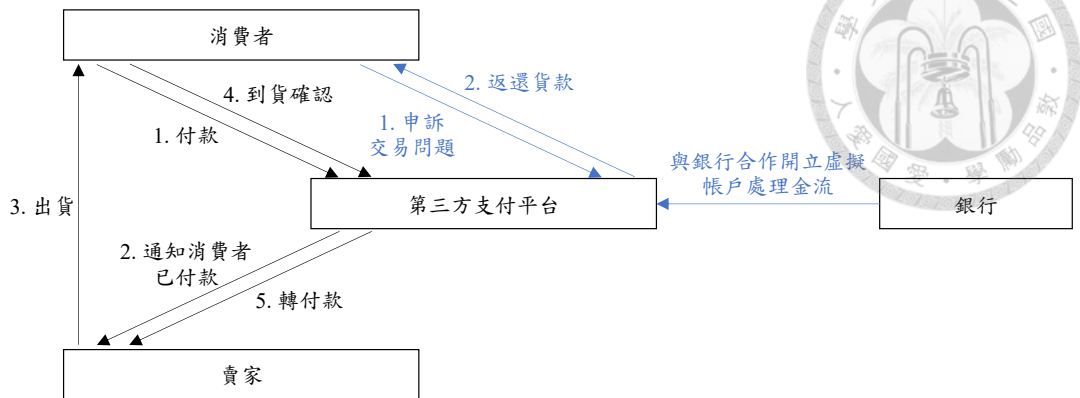 消費者
4. 到貨確認
1. 付款
2. 返還貨款
1. 申訴
交易問題
與銀行合作開立虛擬
帳戶處理金流
3. 出貨
第三方支付平台
銀行
2. 通知消費者
已付款
5. 轉付款
賣家